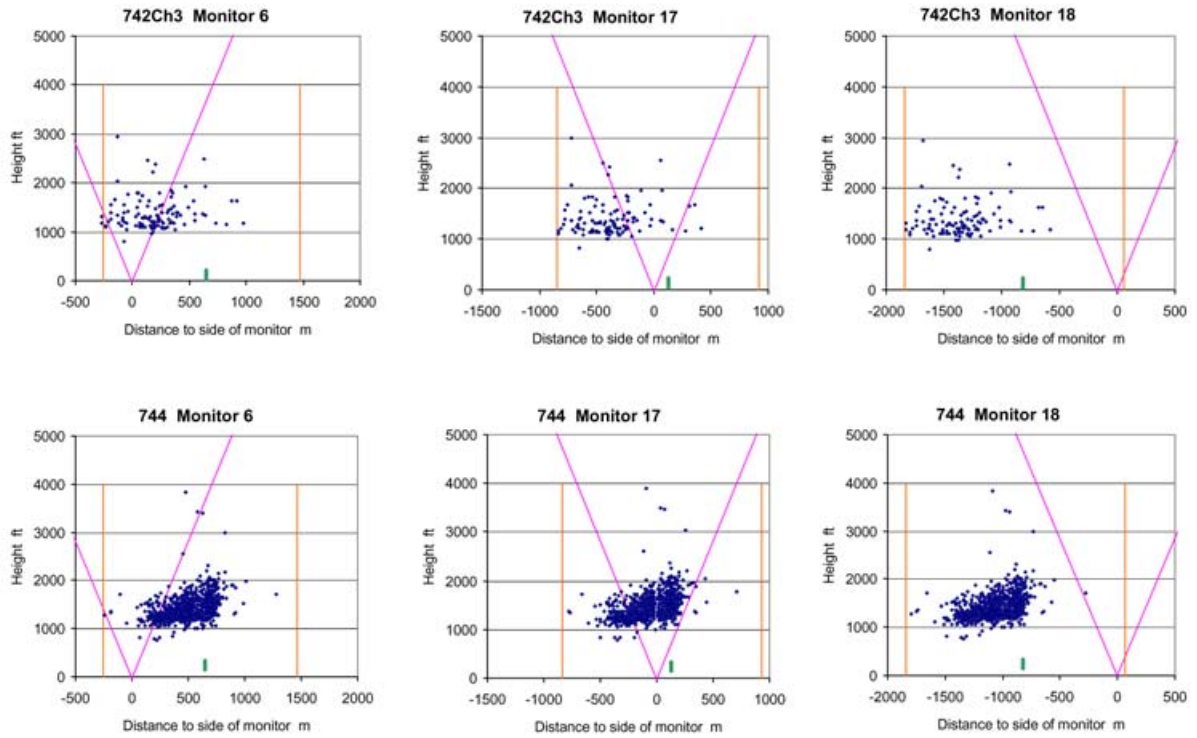 742Ch3 Monitor 6
5000
4000
3000
2000
1000
0
Height ft
-500 0 500 1000 1500 2000
Distance to side of monitor m
742Ch3 Monitor 17
5000
4000
3000
2000
1000
0
Height ft
-1500 -1000 -500 0 500 1000
Distance to side of monitor m
742Ch3 Monitor 18
5000
4000
3000
2000
1000
0
Height ft
-2000 -1500 -1000 -500 0 500
Distance to side of monitor m
744 Monitor 6
5000
4000
3000
2000
1000
0
Height ft
-500 0 500 1000 1500 2000
Distance to side of monitor m
744 Monitor 17
5000
4000
3000
2000
1000
0
Height ft
-1500 -1000 -500 0 500 1000
Distance to side of monitor m
744 Monitor 18
5000
4000
3000
2000
1000
0
Height ft
-2000 -1500 -1000 -500 0 500
Distance to side of monitor m